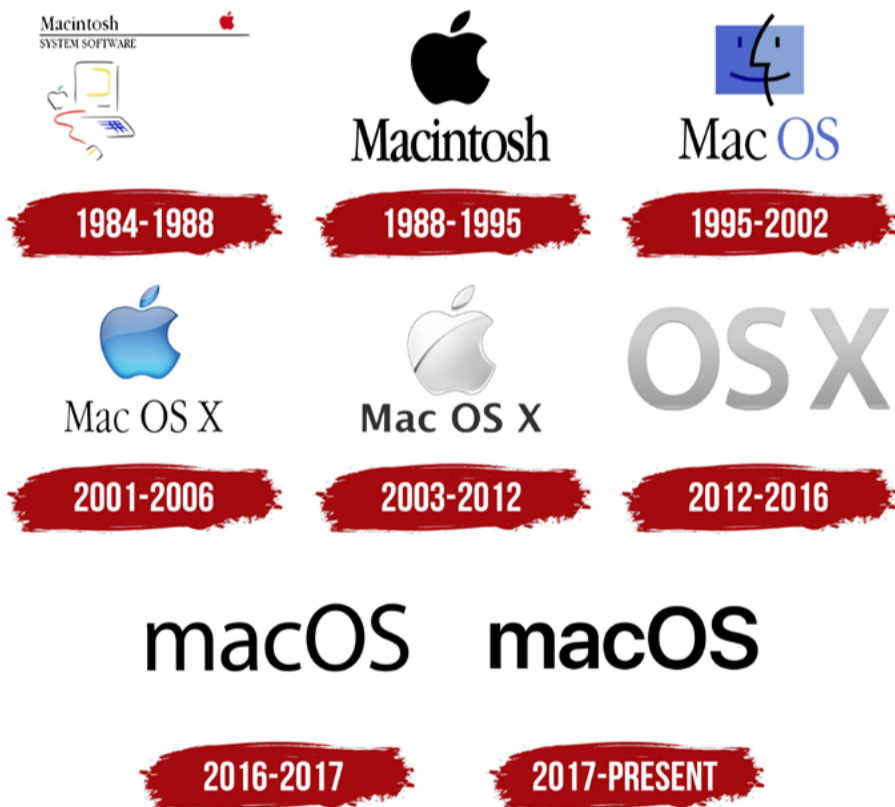 Macintosh
SYSTEM SOFTWARE
1984-1988
Macintosh
1988-1995
Mac OS
1995-2002
Mac OS X
2001-2006
Mac OS X
2003-2012
OS X
2012-2016
macOS
2016-2017
macOS
2017-PRESENT